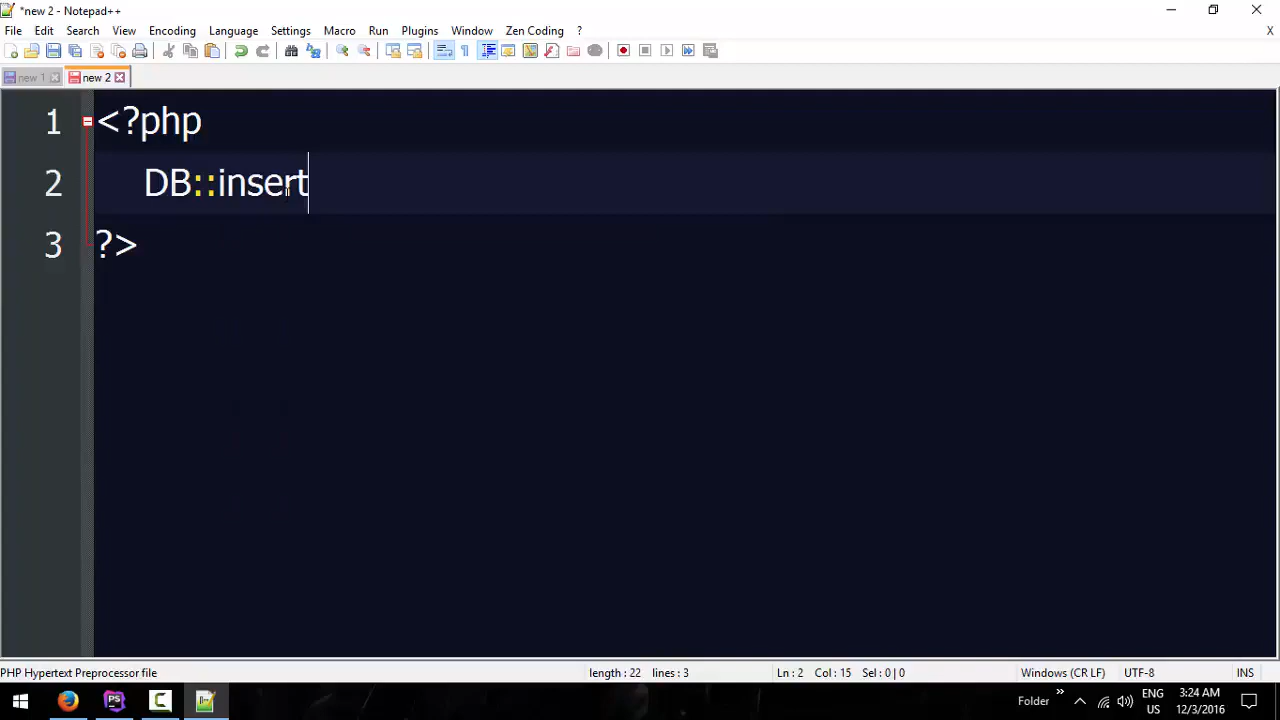 *new 2 - Notepad++
File Edit Search View Encoding Language Settings Macro Run Plugins Window Zen Coding ? X
new 1 new 2
1 <?php
2 DB::insert
3 ?>
PHP Hypertext Preprocessor file length : 22 lines : 3 Ln : 2 Col : 15 Sel : 0 | 0 Windows (CR LF) UTF-8 INS
Folder » ENG 3:24 AM
US 12/3/2016